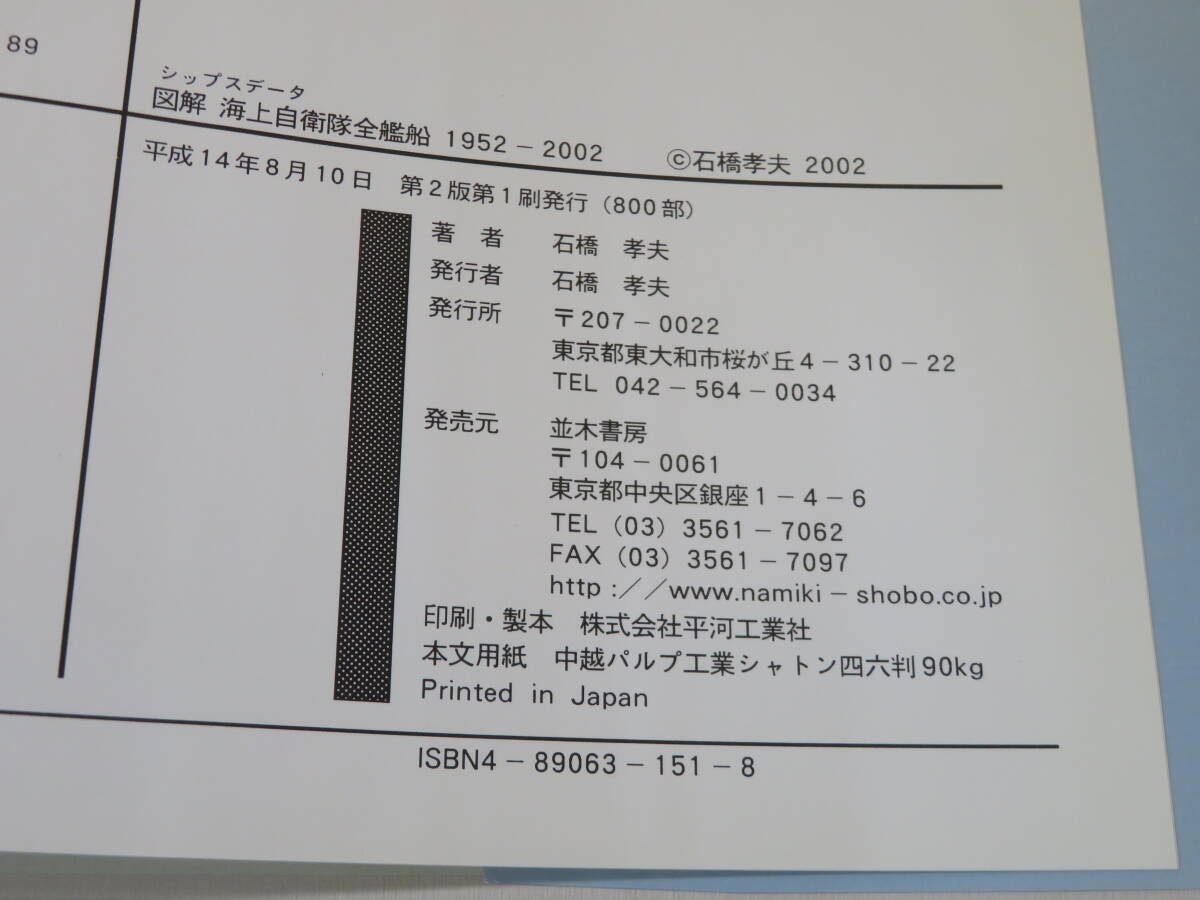 89
シップスデータ
図解 海上自衛隊全艦船 1952－2002 ©石橋孝夫 2002
平成14年8月10日 第2版第1刷発行（800部）
著 者 石橋 孝夫
発行者 石橋 孝夫
発行所 〒207－0022
東京都東大和市桜が丘4－310－22
TEL 042－564－0034
発売元 並木書房
〒104－0061
東京都中央区銀座1－4－6
TEL（03）3561－7062
FAX（03）3561－7097
http：／／www.namiki－shobo.co.jp
印刷・製本 株式会社平河工業社
本文用紙 中越パルプ工業シャトン四六判90kg
Printed in Japan
ISBN4－89063－151－8